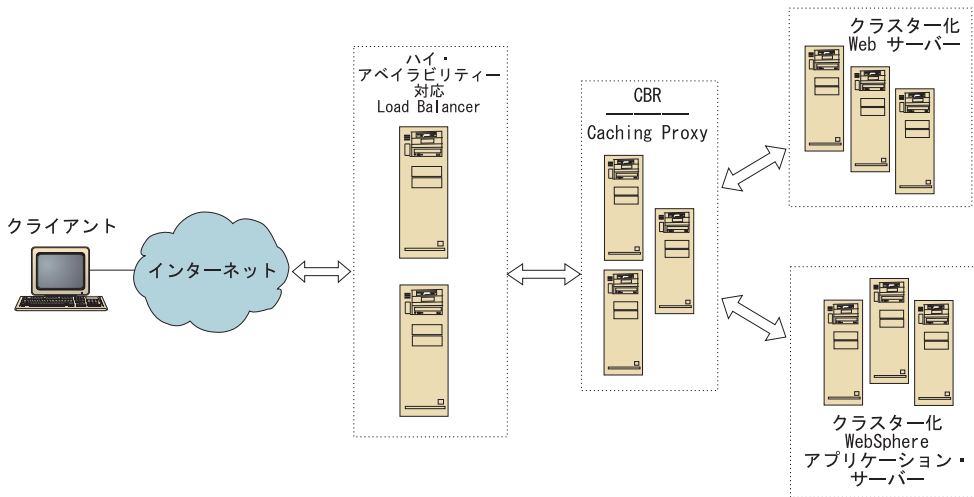 クライアント
インターネット
ハイ・
アベイラビリティー
対応
Load Balancer
CBR
Caching Proxy
クラスター化
Web サーバー
クラスター化
WebSphere
アプリケーション・
サーバー